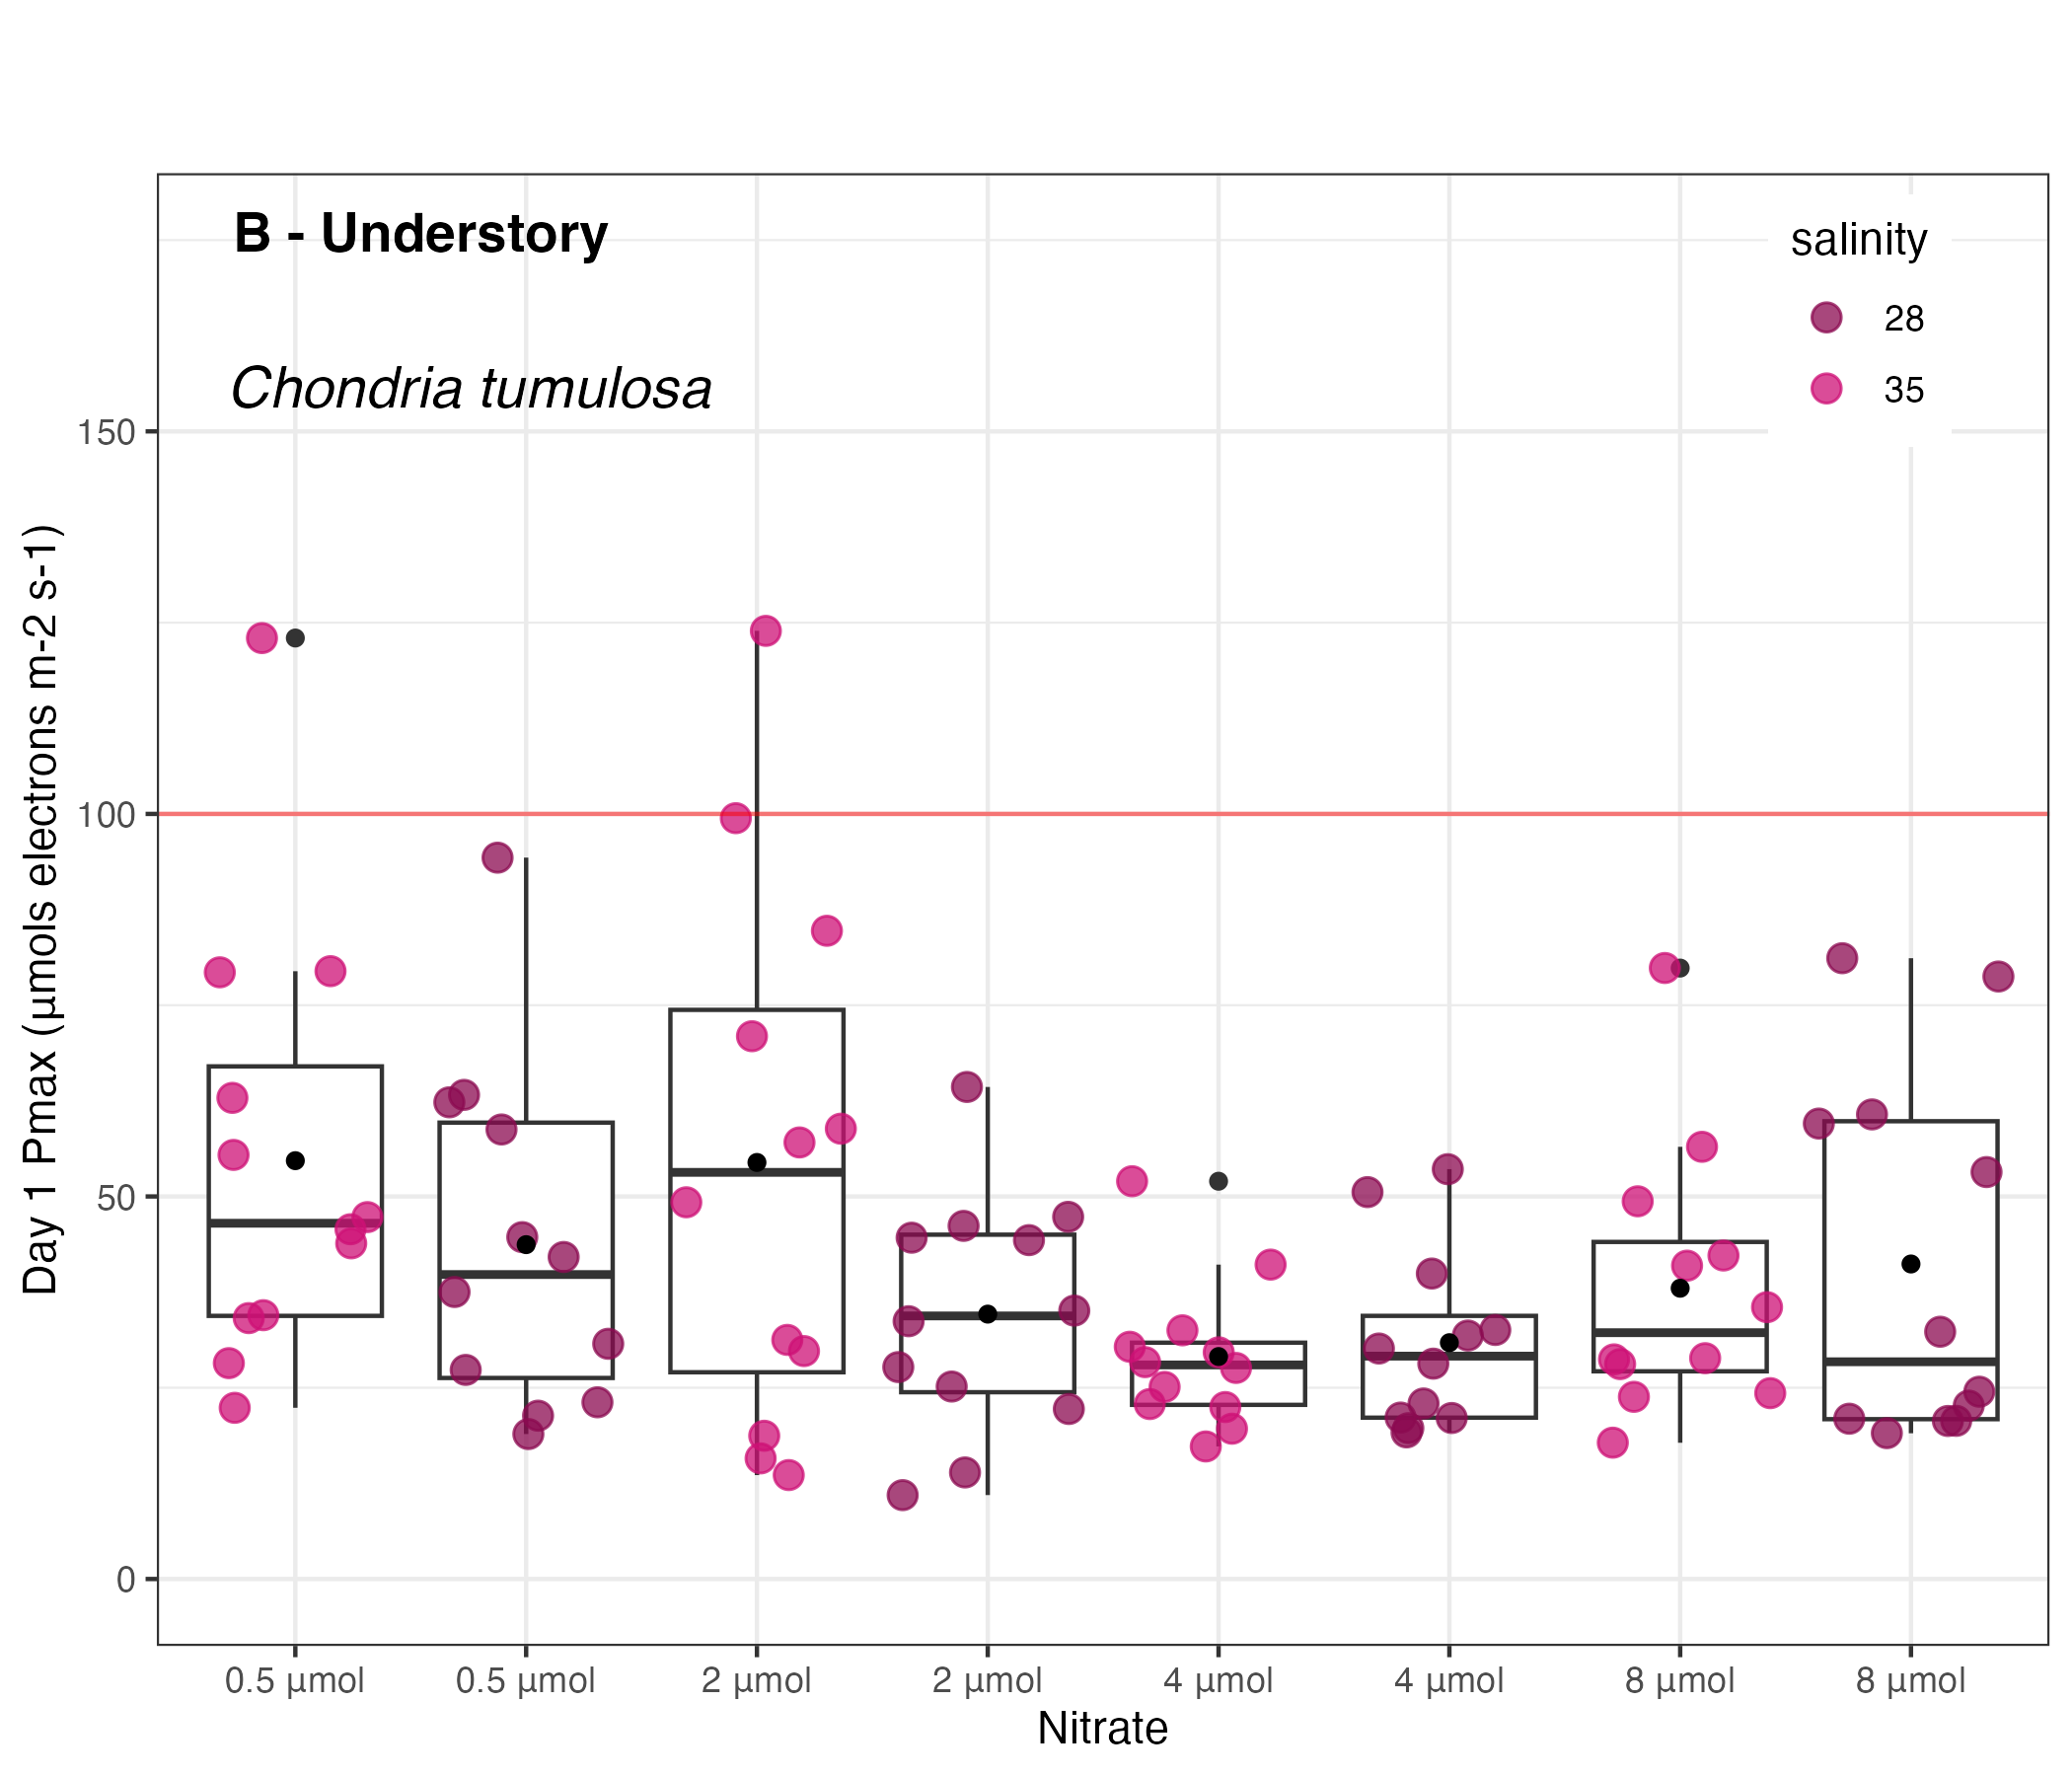 B - Understory
Chondria tumulosa
salinity
28
35
Day 1 Pmax (μmols electrons m-2 s-1)
150
100
50
0
0.5 μmol 0.5 μmol 2 μmol 2 μmol 4 μmol 4 μmol 8 μmol 8 μmol
Nitrate